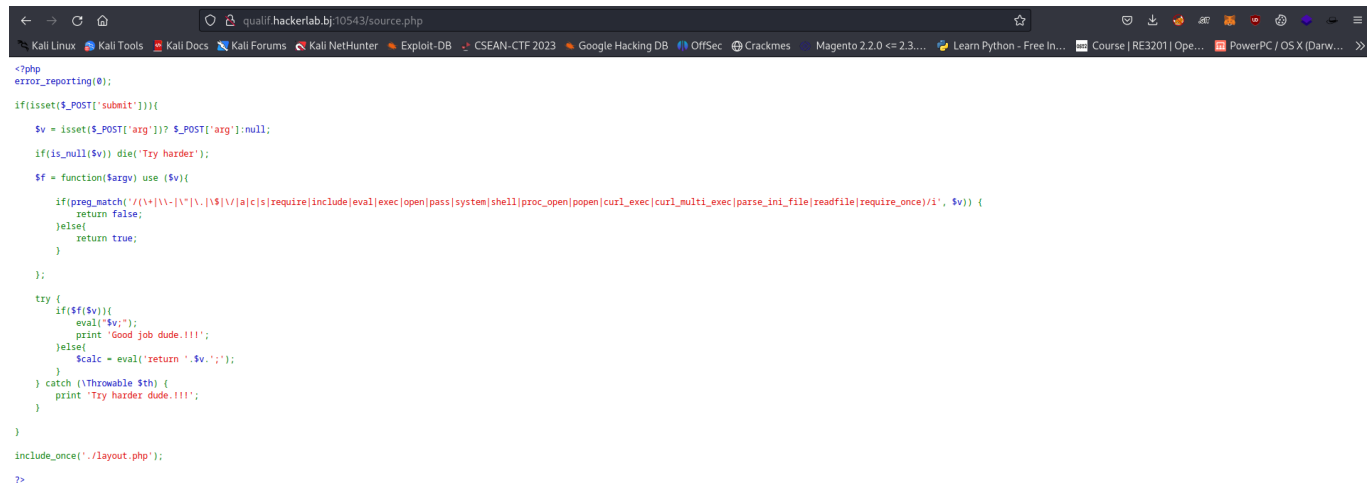 qualif.hackerlab.bj:10543/source.php
Kali Linux Kali Tools Kali Docs Kali Forums Kali NetHunter Exploit-DB CSEAN-CTF 2023 Google Hacking DB OffSec Crackmes Magento 2.2.0 <= 2.3.… Learn Python - Free In… Course | RE3201 | Ope… PowerPC / OS X (Darw…
<?php
error_reporting(0);
if(isset($_POST['submit'])){
$v = isset($_POST['arg'])? $_POST['arg']:null;
if(is_null($v)) die('Try harder');
$f = function($argv) use ($v){
if(preg_match('/(\+|\\-|\"|\.|\$|\/|a|c|s|require|include|eval|exec|open|pass|system|shell|proc_open|popen|curl_exec|curl_multi_exec|parse_ini_file|readfile|require_once)/i', $v)) {
return false;
}else{
return true;
}
};
try {
if($f($v)){
eval("$v;");
print 'Good job dude.!!!';
}else{
$calc = eval('return '.$v.';');
}
} catch (\Throwable $th) {
print 'Try harder dude.!!!';
}
}
include_once('./layout.php');
?>